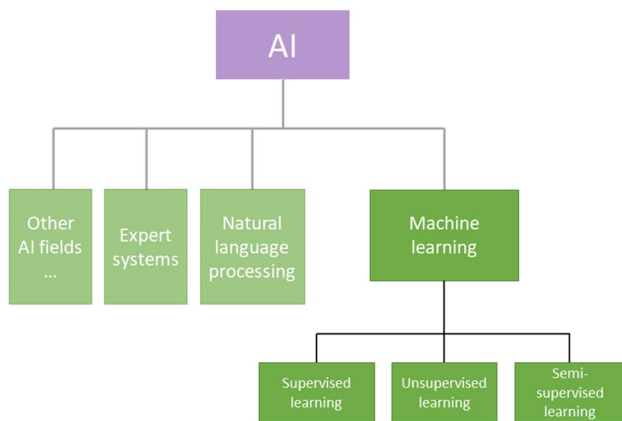 AI
Other
AI fields
...
Expert
systems
Natural
language
processing
Machine
learning
Supervised
learning
Unsupervised
learning
Semi-
supervised
learning